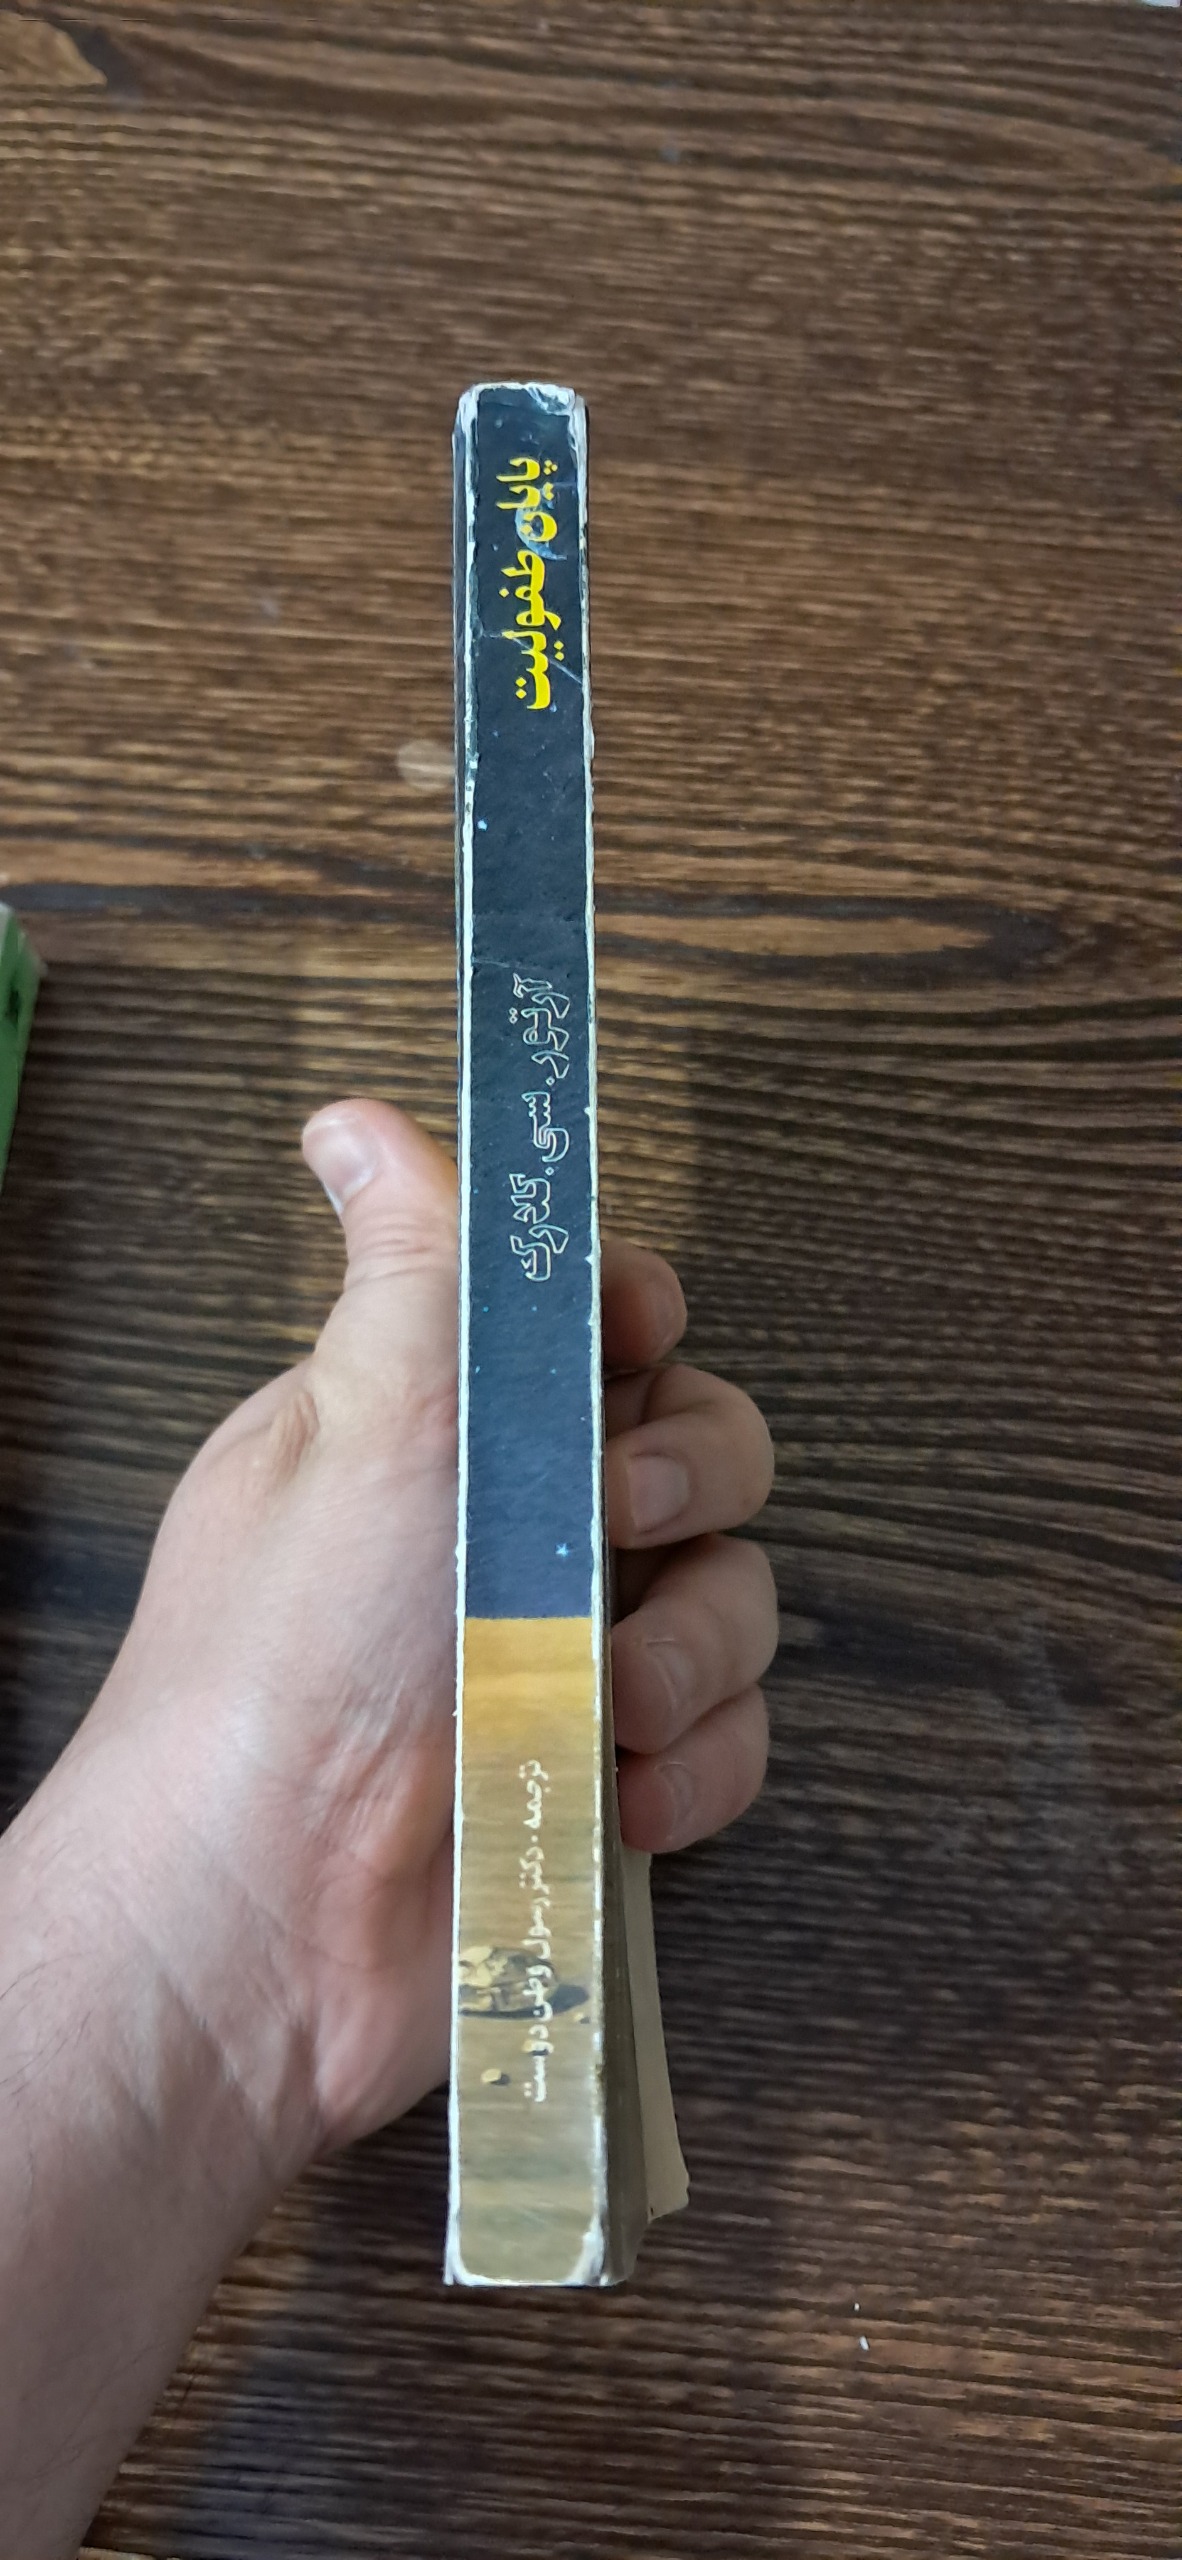 پایان طفولیت
آرتور. سی. کلارک
ترجمه. دکتر رسول وطن دوست